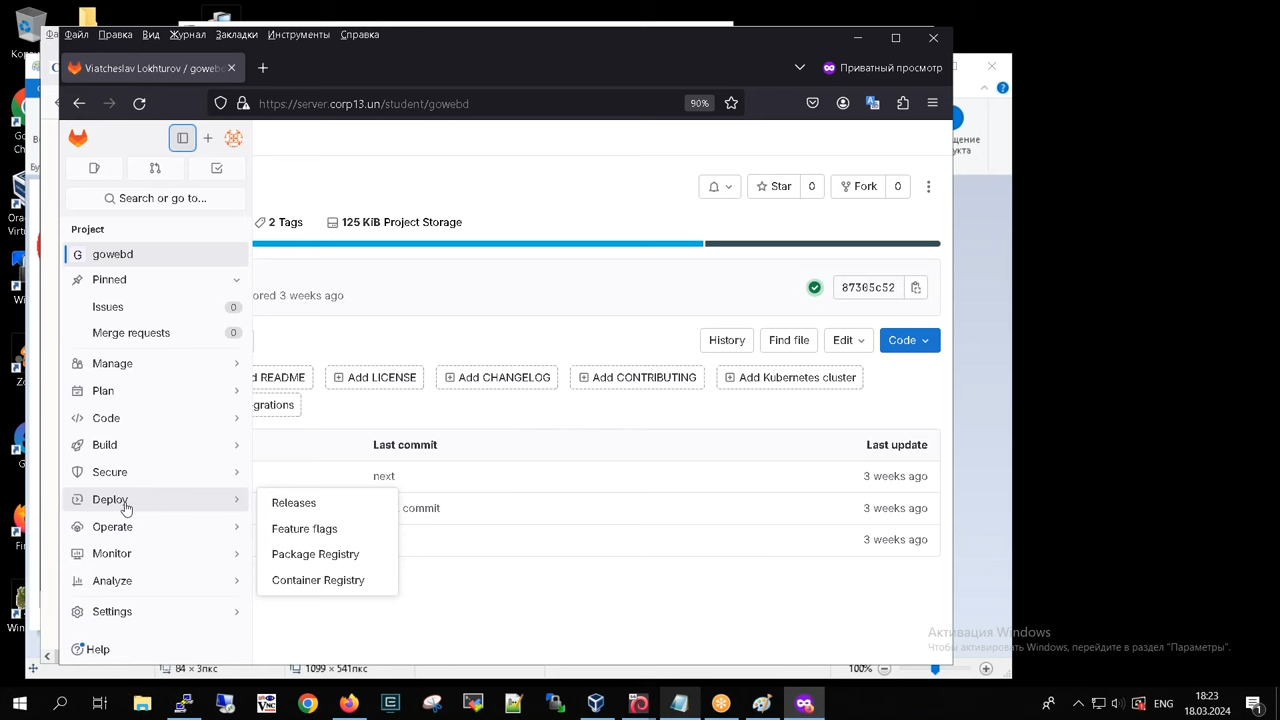 Файл Правка Вид Журнал Закладки Инструменты Справка
Viatcheslav Lokhturov / gowebd
Приватный просмотр
https://server.corp13.un/student/gowebd
90%
Search or go to...
Star 0 Fork 0
2 Tags 125 KiB Project Storage
Project
gowebd
Pinned
Issues 0
Merge requests 0
Manage
Plan
Code
Build
Secure
Deploy
Operate
Monitor
Analyze
Settings
Help
Releases
Feature flags
Package Registry
Container Registry
ored 3 weeks ago
87305c52
History Find file Edit Code
d README Add LICENSE Add CHANGELOG Add CONTRIBUTING Add Kubernetes cluster
egrations
Last commit Last update
next 3 weeks ago
commit 3 weeks ago
3 weeks ago
щение
кта
Активация Windows
Чтобы активировать Windows, перейдите в раздел "Параметры".
84 × 3пкс 1099 × 541пкс 100%
ENG
18:23
18.03.2024
1